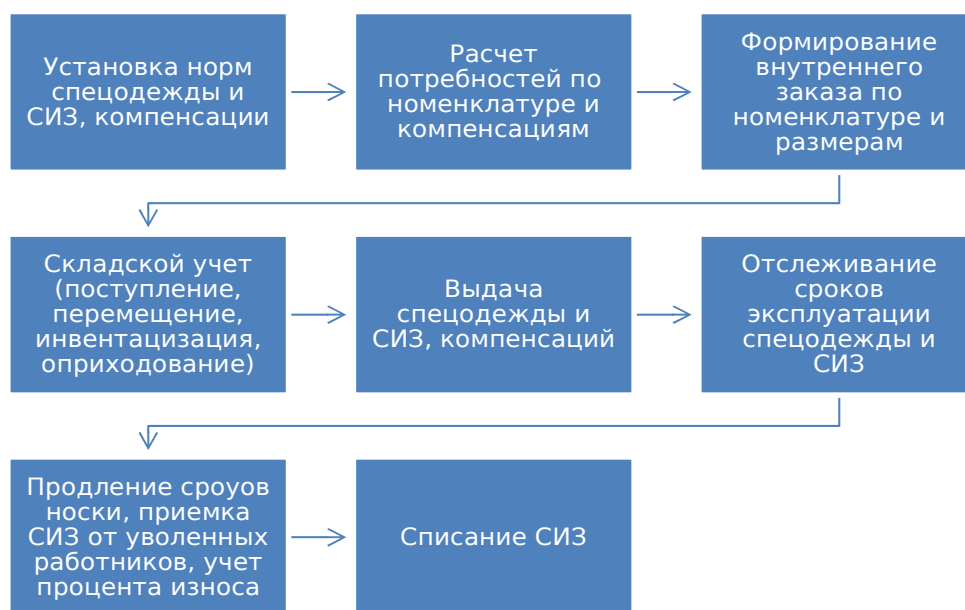 Установка норм
спецодежды и
СИЗ, компенсации
Расчет
потребностей по
номенклатуре и
компенсациям
Формирование
внутреннего
заказа по
номенклатуре и
размерам
Складской учет
(поступление,
перемещение,
инвентацизация,
оприходование)
Выдача
спецодежды и
СИЗ, компенсаций
Отслеживание
сроков
эксплуатации
спецодежды и
СИЗ
Продление сроуов
носки, приемка
СИЗ от уволенных
работников, учет
процента износа
Списание СИЗ